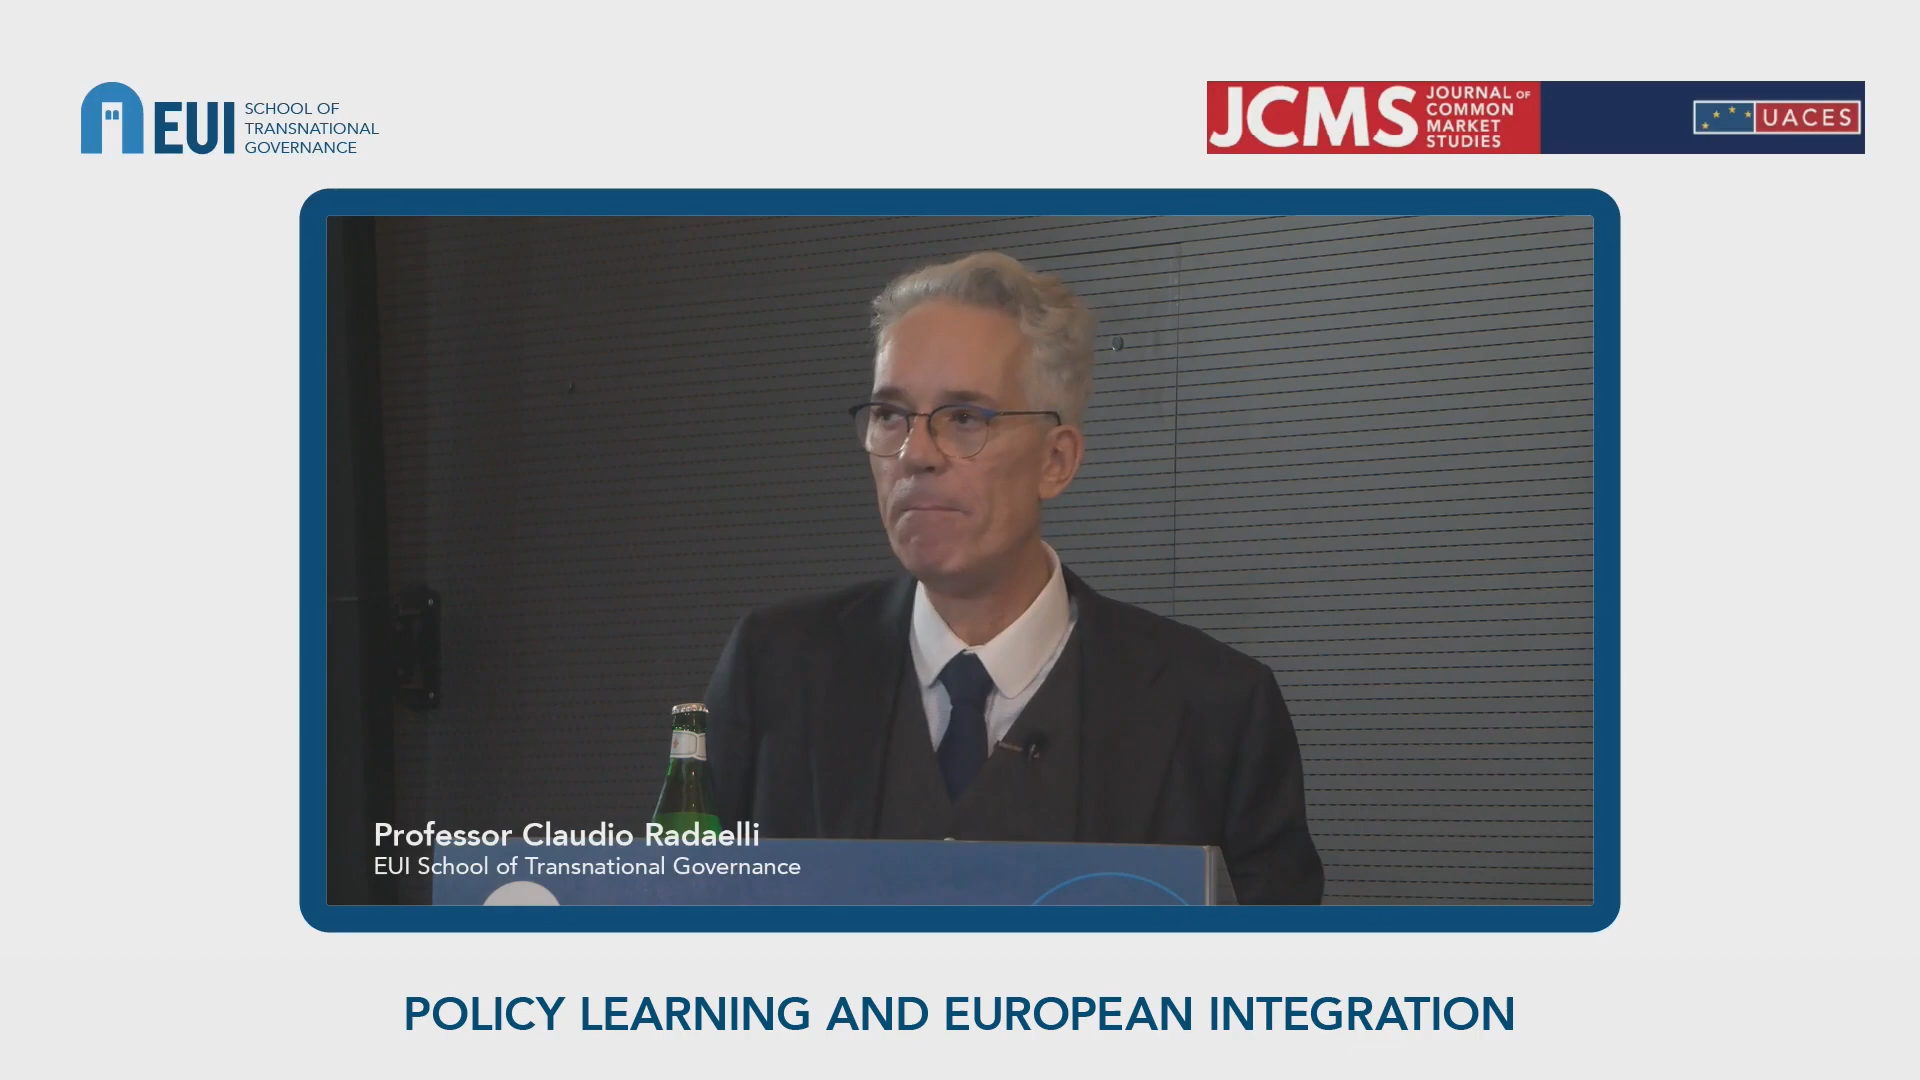 EUI
SCHOOL OF
TRANSNATIONAL
GOVERNANCE
JCMS
JOURNAL OF
COMMON
MARKET
STUDIES
UACES
Professor Claudio Radaelli
EUI School of Transnational Governance
POLICY LEARNING AND EUROPEAN INTEGRATION